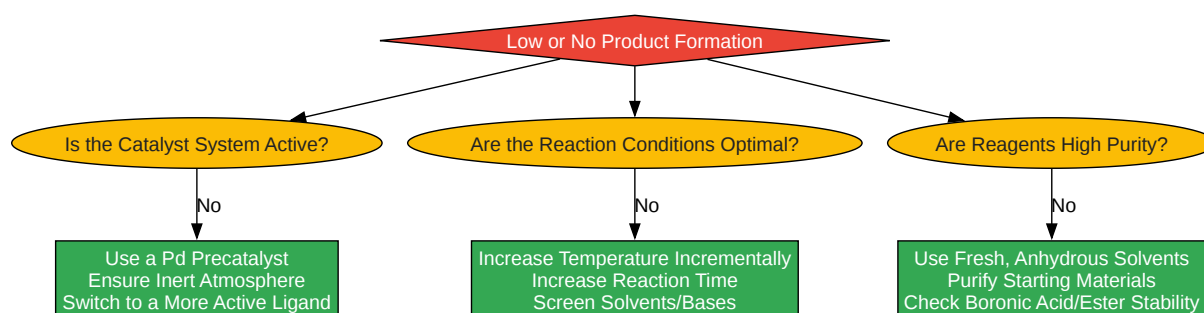 Low or No Product Formation
Is the Catalyst System Active?
Are the Reaction Conditions Optimal?
Are Reagents High Purity?
No
No
No
Use a Pd Precatalyst
Ensure Inert Atmosphere
Switch to a More Active Ligand
Increase Temperature Incrementally
Increase Reaction Time
Screen Solvents/Bases
Use Fresh, Anhydrous Solvents
Purify Starting Materials
Check Boronic Acid/Ester Stability